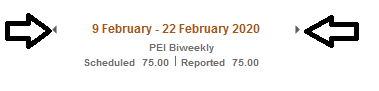 9 February - 22 February 2020
PEI Biweekly
Scheduled 75.00 | Reported 75.00